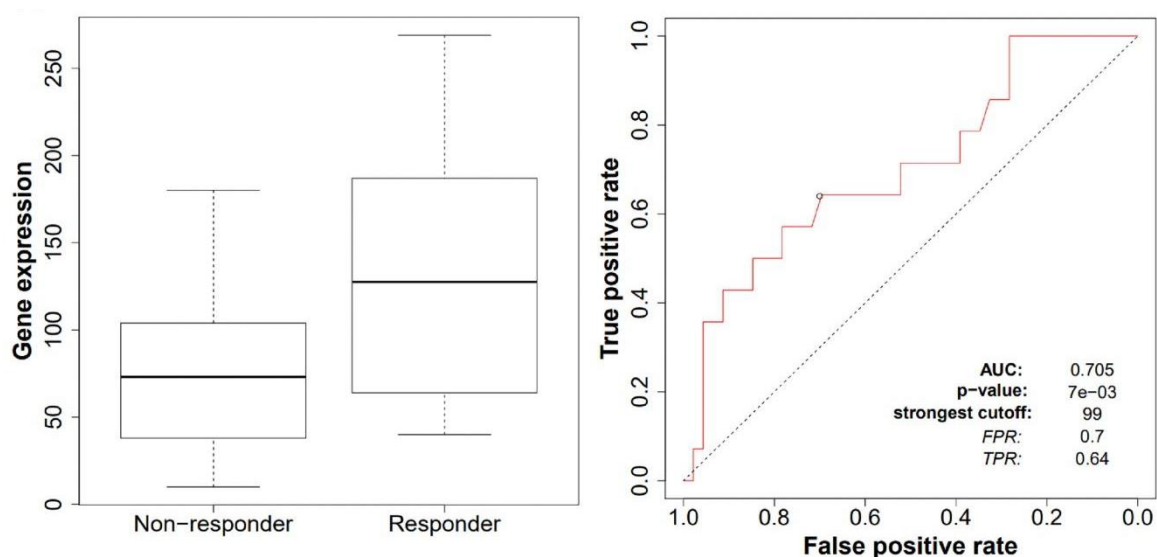 Gene expression
250
200
150
100
50
0
Non−responder
Responder
True positive rate
1.0
0.8
0.6
0.4
0.2
0.0
AUC: 0.705
p−value: 7e−03
strongest cutoff: 99
FPR: 0.7
TPR: 0.64
1.0 0.8 0.6 0.4 0.2 0.0
False positive rate